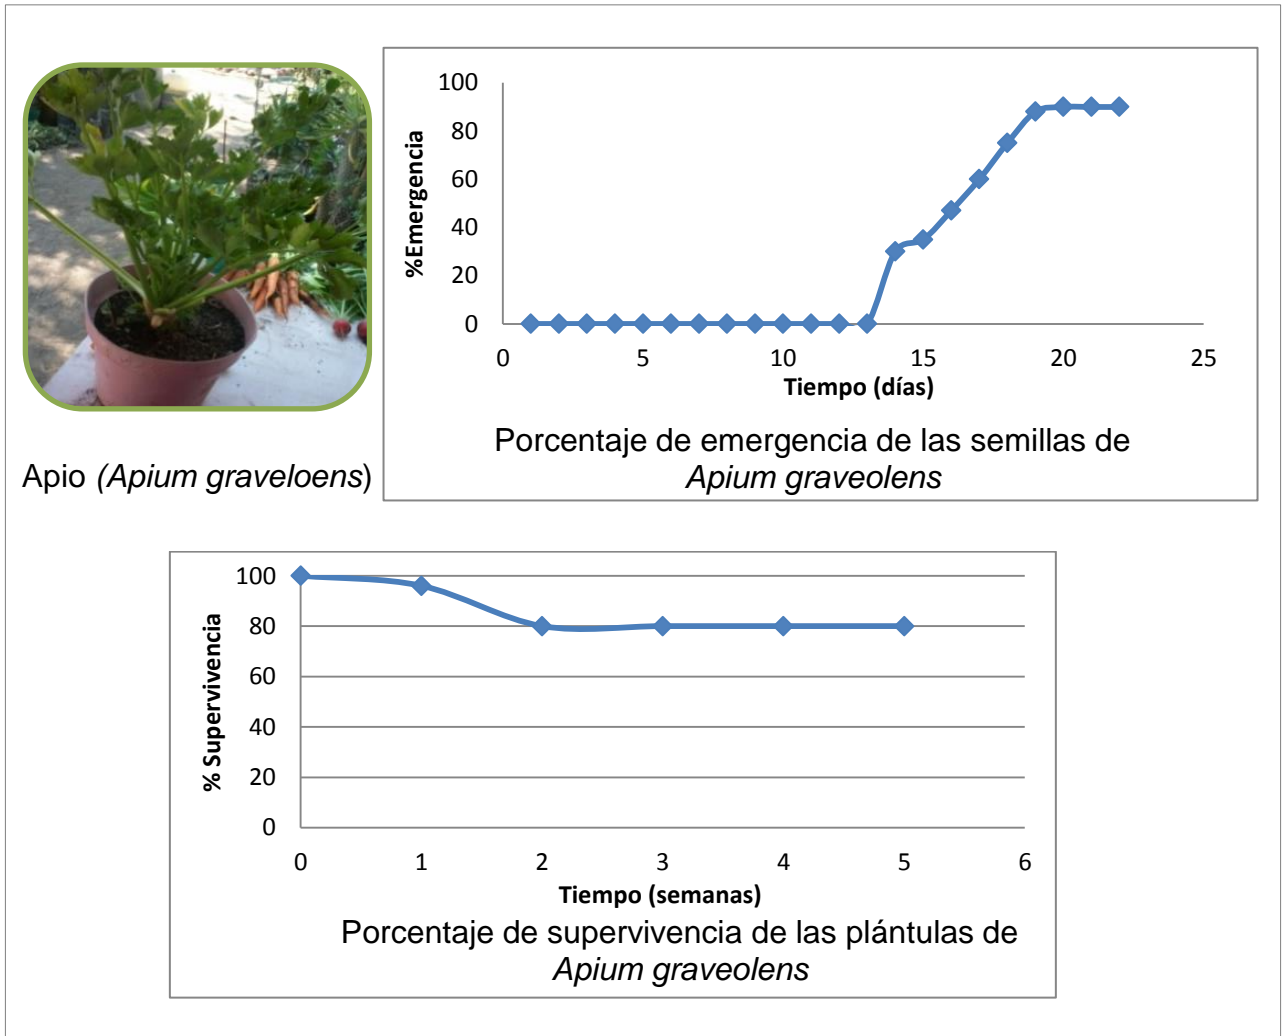 100
80
60
40
20
0
%Emergencia
0 5 10 15 20 25
Tiempo (días)
Porcentaje de emergencia de las semillas de
Apium graveolens
Apio (Apium graveloens)
100
80
60
40
20
0
% Supervivencia
0 1 2 3 4 5 6
Tiempo (semanas)
Porcentaje de supervivencia de las plántulas de
Apium graveolens